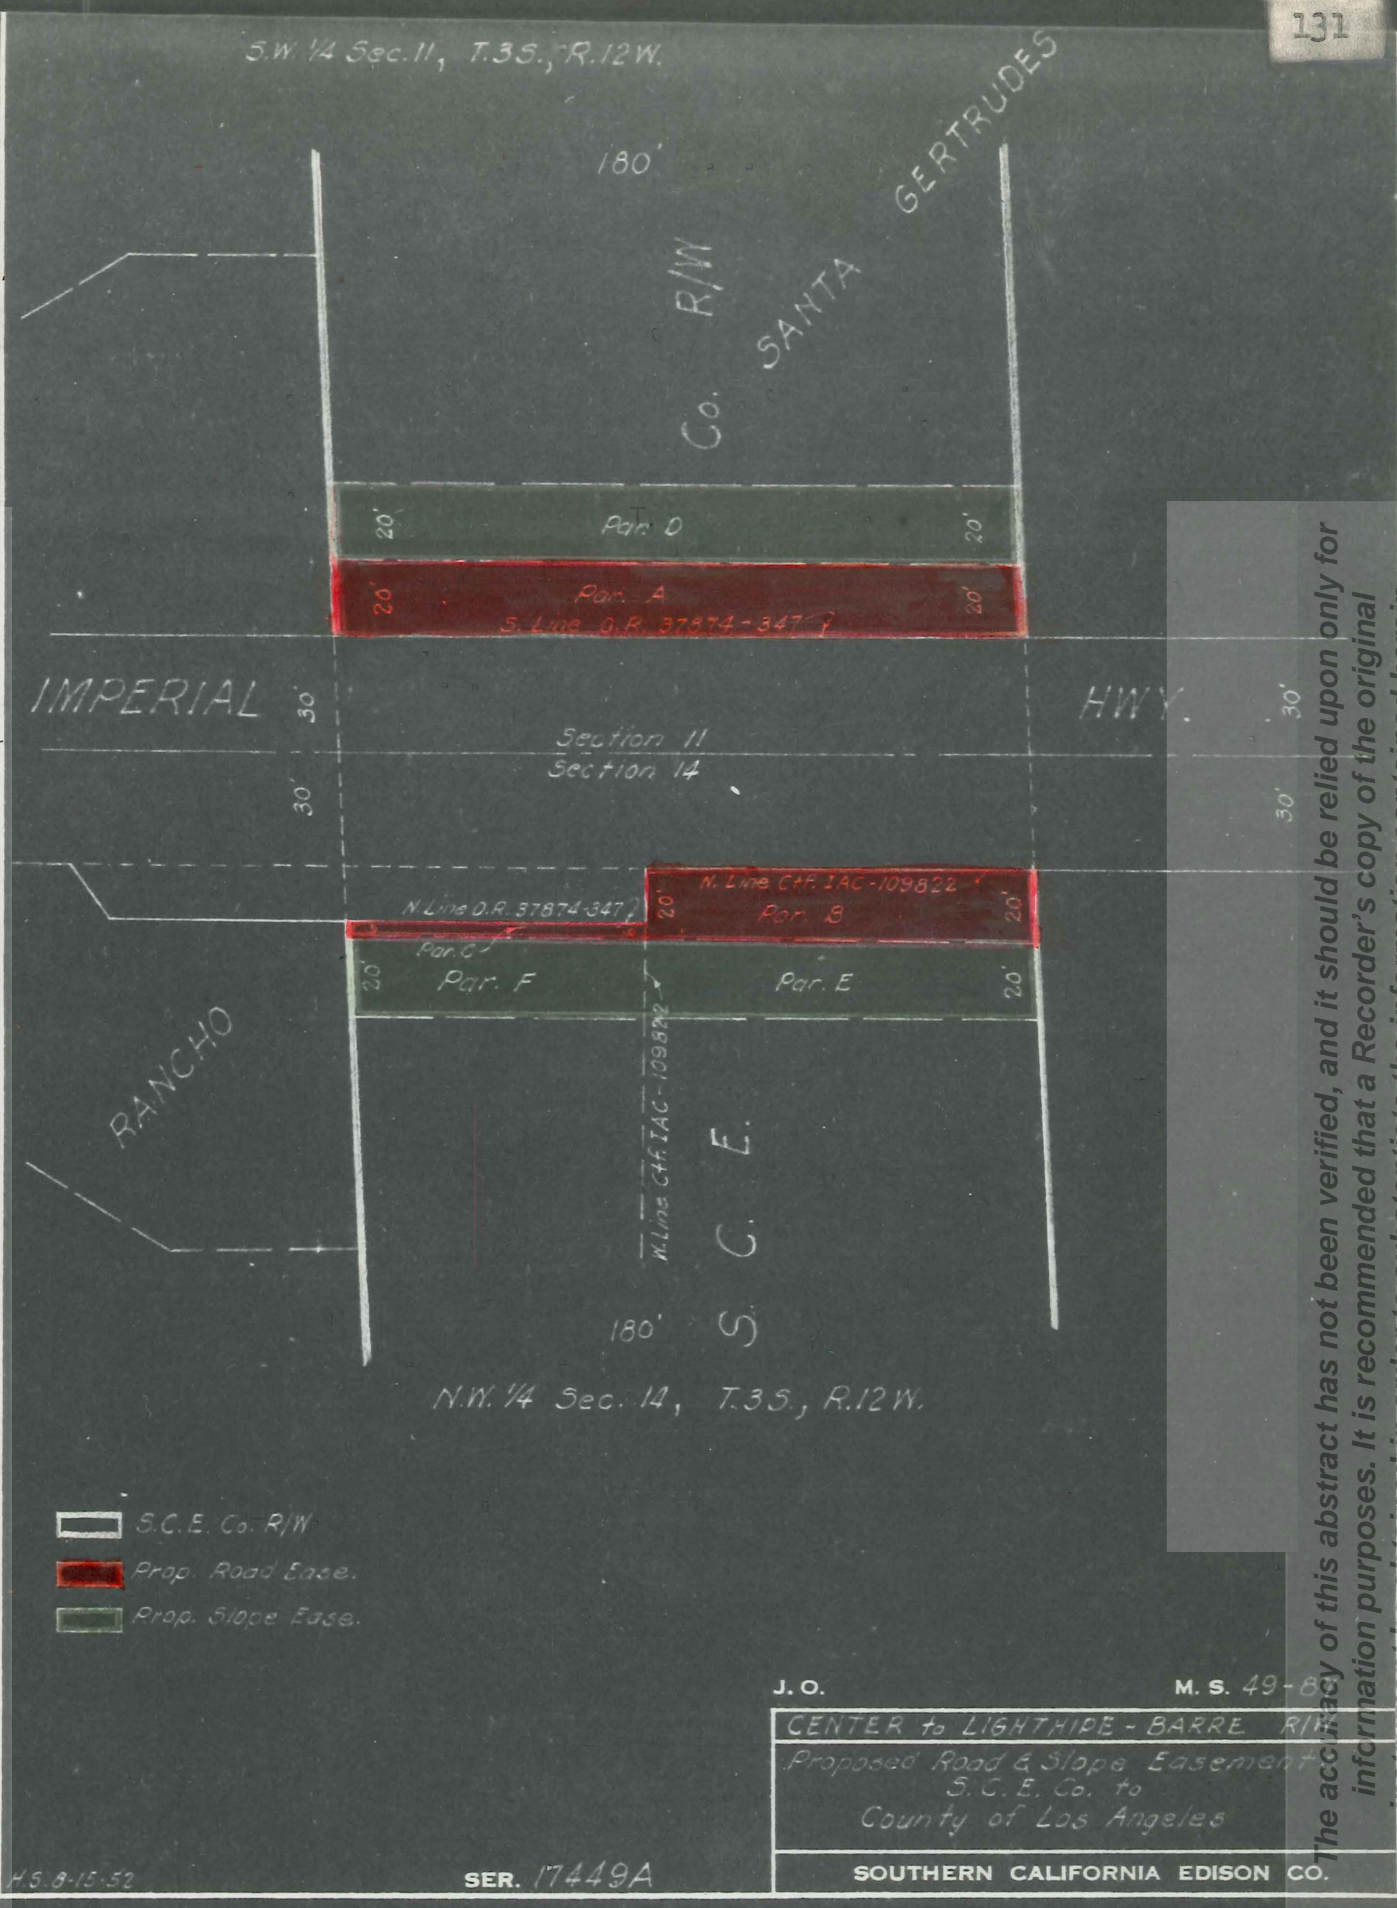 131
S.W. 1/4 Sec. 11, T.3S., R.12W.
180'
SANTA GERTRUDES
Co. R/W
20' Par. D 20'
20' Par. A 20'
S. Line O.R. 37874-347
IMPERIAL HWY.
30' 30'
Section 11
Section 14
30' 30'
N. Line Ctf. IAC-109822
N. Line O.R. 37874-347
20' Par. B 20'
Par. C
20' Par. F Par. E 20'
W. Line Ctf. IAC-109822
RANCHO
S. C. E.
180'
N.W. 1/4 Sec. 14, T.3S., R.12W.
S.C.E. Co. R/W
Prop. Road Ease.
Prop. Slope Ease.
J. O. M. S. 49-8
CENTER to LIGHTHIPE - BARRE R/W
Proposed Road & Slope Easement
S.C.E. Co. to
County of Los Angeles
SOUTHERN CALIFORNIA EDISON CO.
H.S. 8-15-52
SER. 17449A
The accuracy of this abstract has not been verified, and it should be relied upon only for
information purposes. It is recommended that a Recorder's copy of the original